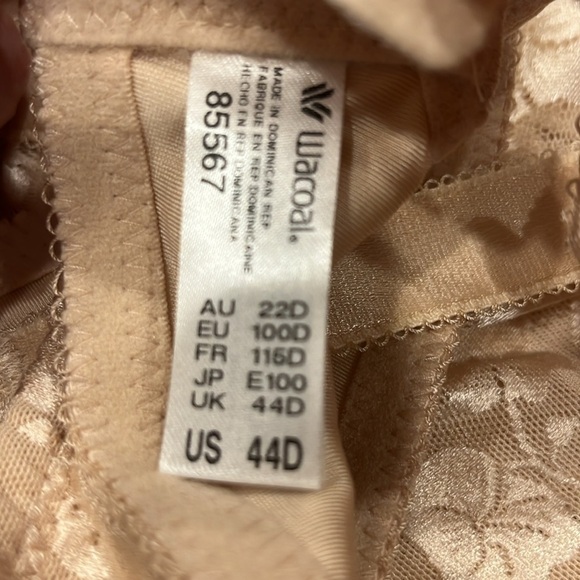 Wacoal®
MADE IN DOMINICAN REP
FABRIQUE EN REP DOMINICAINE
HECHO EN REP DOMINICANA
85567
AU 22D
EU 100D
FR 115D
JP E100
UK 44D
US 44D